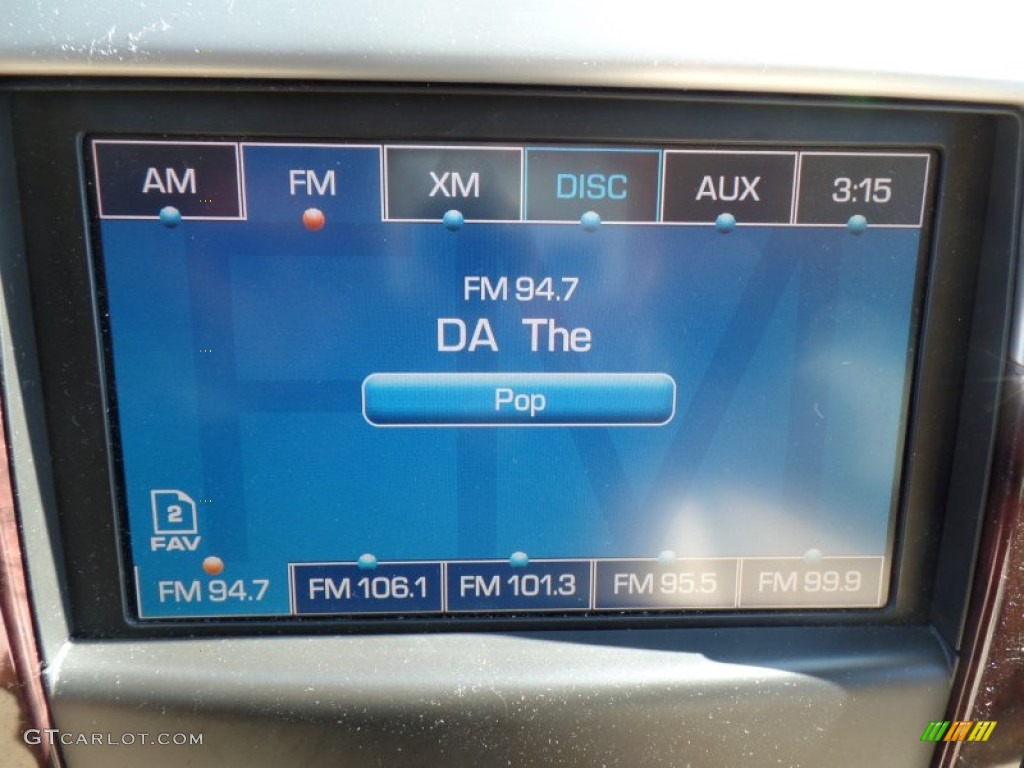 AM FM XM DISC AUX 3:15
FM 94.7
DA The
Pop
2
FAV
FM 94.7 FM 106.1 FM 101.3 FM 95.5 FM 99.9
GTCARLOT.COM